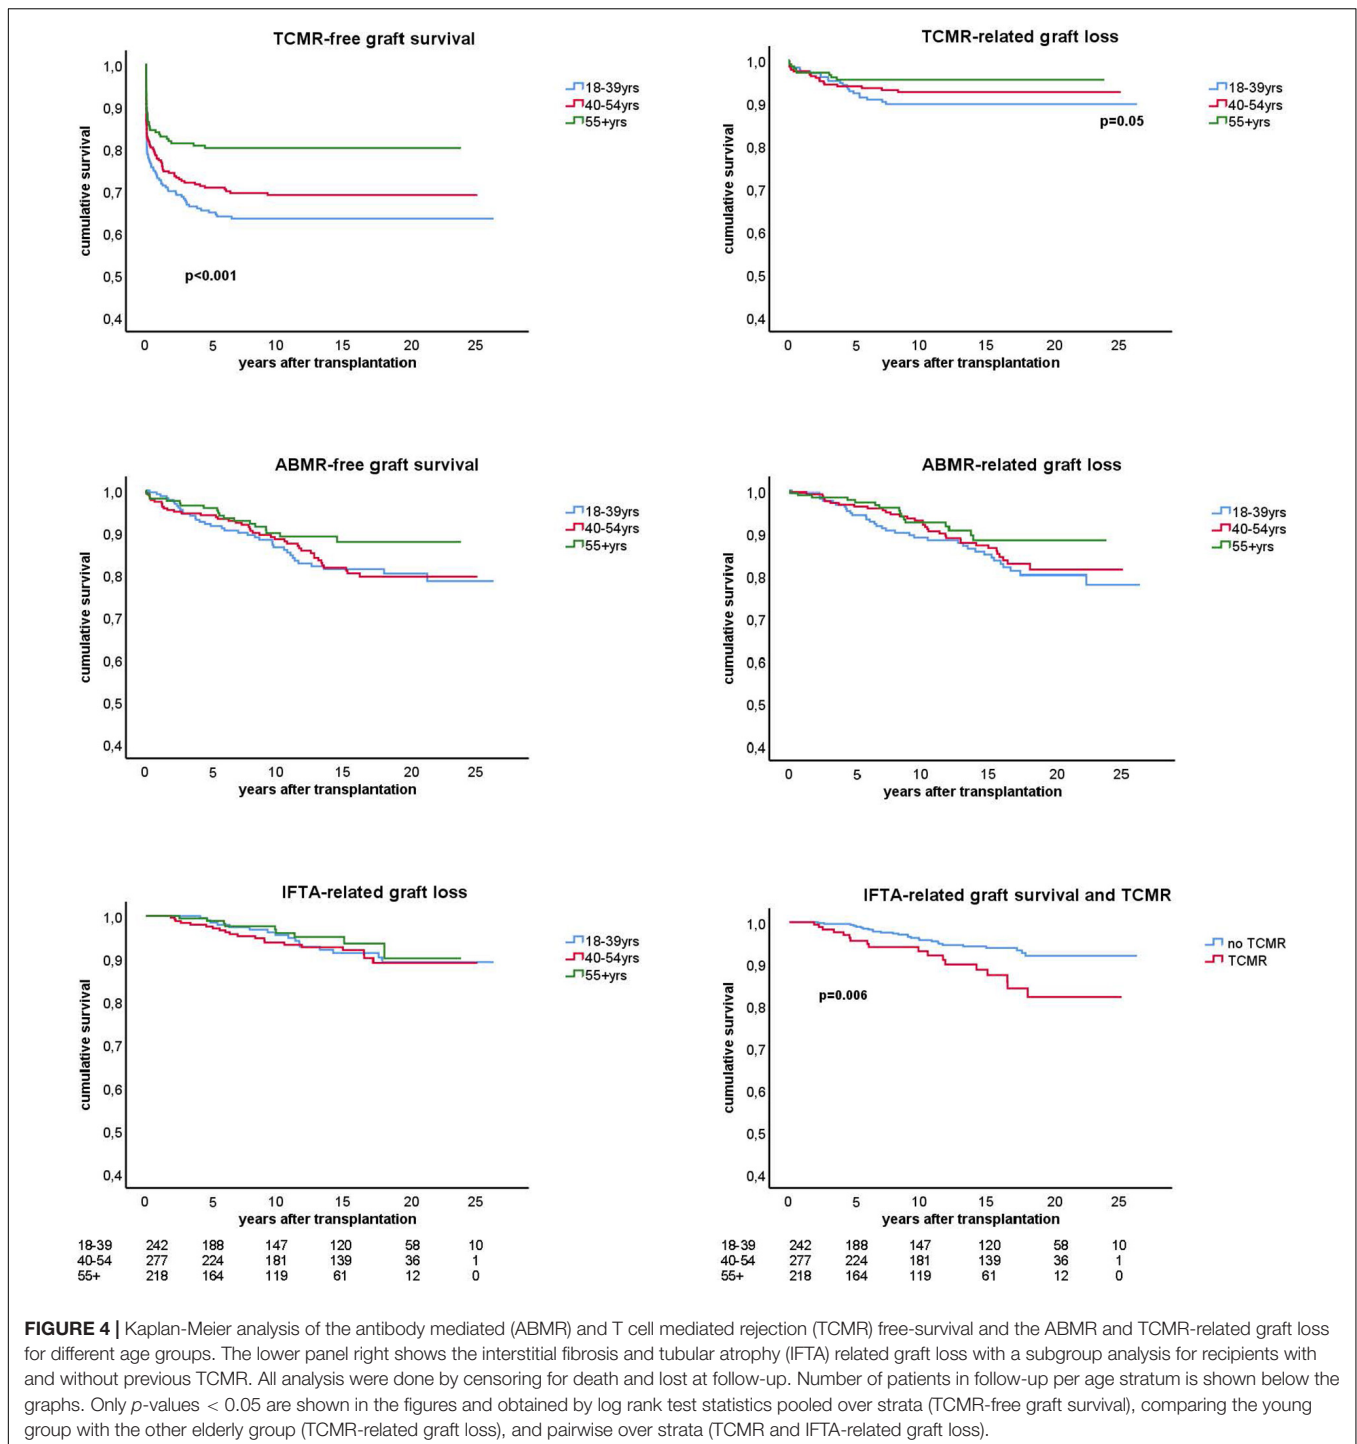 TCMR-free graft survival
1,0
0,9
0,8
0,7
0,6
0,5
0,4
cumulative survival
18-39yrs
40-54yrs
55+yrs
p<0.001
0 5 10 15 20 25
years after transplantation
TCMR-related graft loss
1,0
0,9
0,8
0,7
0,6
0,5
0,4
cumulative survival
18-39yrs
40-54yrs
55+yrs
p=0.05
0 5 10 15 20 25
years after transplantation
ABMR-free graft survival
1,0
0,9
0,8
0,7
0,6
0,5
0,4
cumulative survival
18-39yrs
40-54yrs
55+yrs
0 5 10 15 20 25
years after transplantation
ABMR-related graft loss
1,0
0,9
0,8
0,7
0,6
0,5
0,4
cumulative survival
18-39yrs
40-54yrs
55+yrs
0 5 10 15 20 25
years after transplantation
IFTA-related graft loss
1,0
0,9
0,8
0,7
0,6
0,5
0,4
cumulative survival
18-39yrs
40-54yrs
55+yrs
0 5 10 15 20 25
years after transplantation
18-39 242 188 147 120 58 10
40-54 277 224 181 139 36 1
55+ 218 164 119 61 12 0
IFTA-related graft survival and TCMR
1,0
0,9
0,8
0,7
0,6
0,5
0,4
cumulative survival
no TCMR
TCMR
p=0.006
0 5 10 15 20 25
years after transplantation
18-39 242 188 147 120 58 10
40-54 277 224 181 139 36 1
55+ 218 164 119 61 12 0
FIGURE 4 | Kaplan-Meier analysis of the antibody mediated (ABMR) and T cell mediated rejection (TCMR) free-survival and the ABMR and TCMR-related graft loss
for different age groups. The lower panel right shows the interstitial fibrosis and tubular atrophy (IFTA) related graft loss with a subgroup analysis for recipients with
and without previous TCMR. All analysis were done by censoring for death and lost at follow-up. Number of patients in follow-up per age stratum is shown below the
graphs. Only p-values < 0.05 are shown in the figures and obtained by log rank test statistics pooled over strata (TCMR-free graft survival), comparing the young
group with the other elderly group (TCMR-related graft loss), and pairwise over strata (TCMR and IFTA-related graft loss).